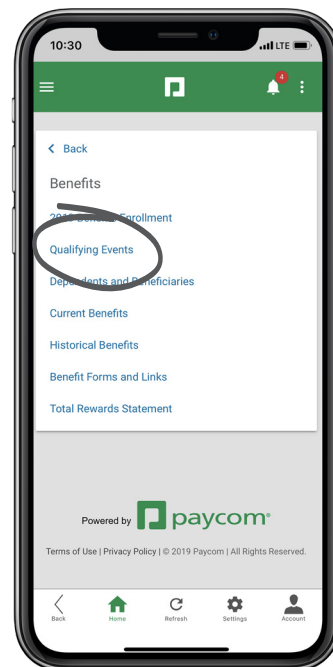 10:30
LTE
4
Back
Benefits
2019 Benefits Enrollment
Qualifying Events
Dependents and Beneficiaries
Current Benefits
Historical Benefits
Benefit Forms and Links
Total Rewards Statement
Powered by paycom®
Terms of Use | Privacy Policy | © 2019 Paycom | All Rights Reserved.
Back Home Refresh Settings Account